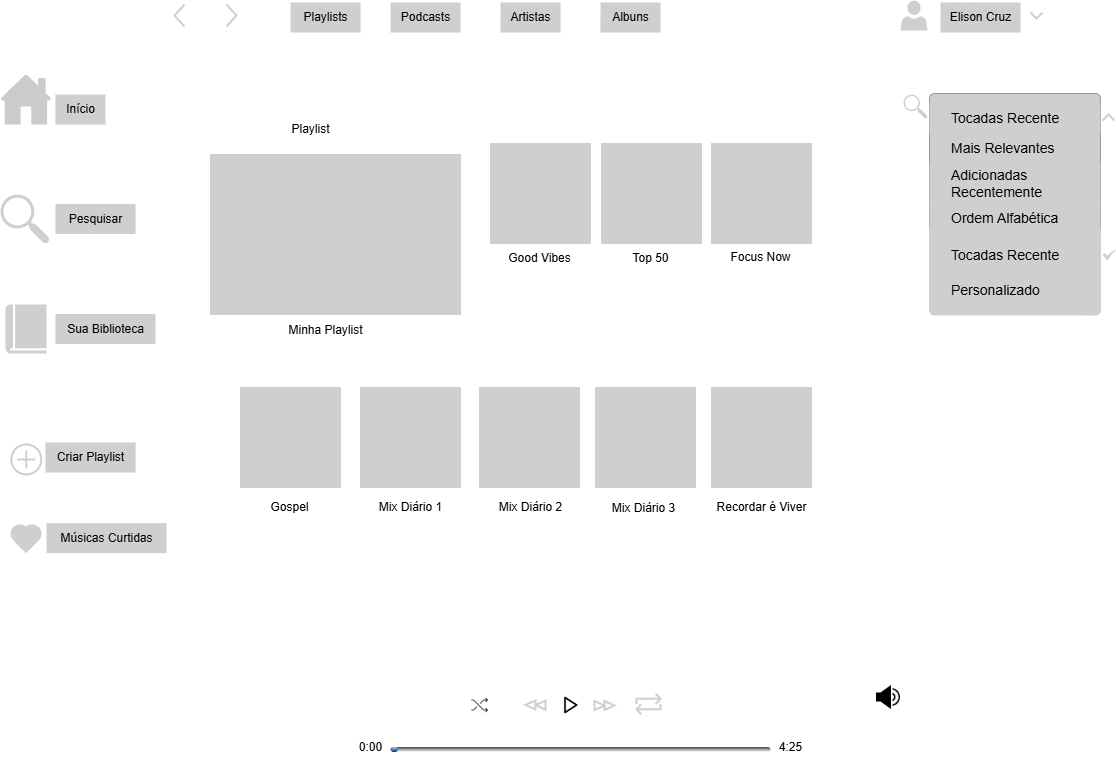 Playlists
Podcasts
Artistas
Albuns
Elison Cruz
Início
Pesquisar
Sua Biblioteca
Criar Playlist
Músicas Curtidas
Playlist
Minha Playlist
Good Vibes
Top 50
Focus Now
Gospel
Mix Diário 1
Mix Diário 2
Mix Diário 3
Recordar é Viver
Tocadas Recente
Mais Relevantes
Adicionadas
Recentemente
Ordem Alfabética
Tocadas Recente
Personalizado
0:00
4:25